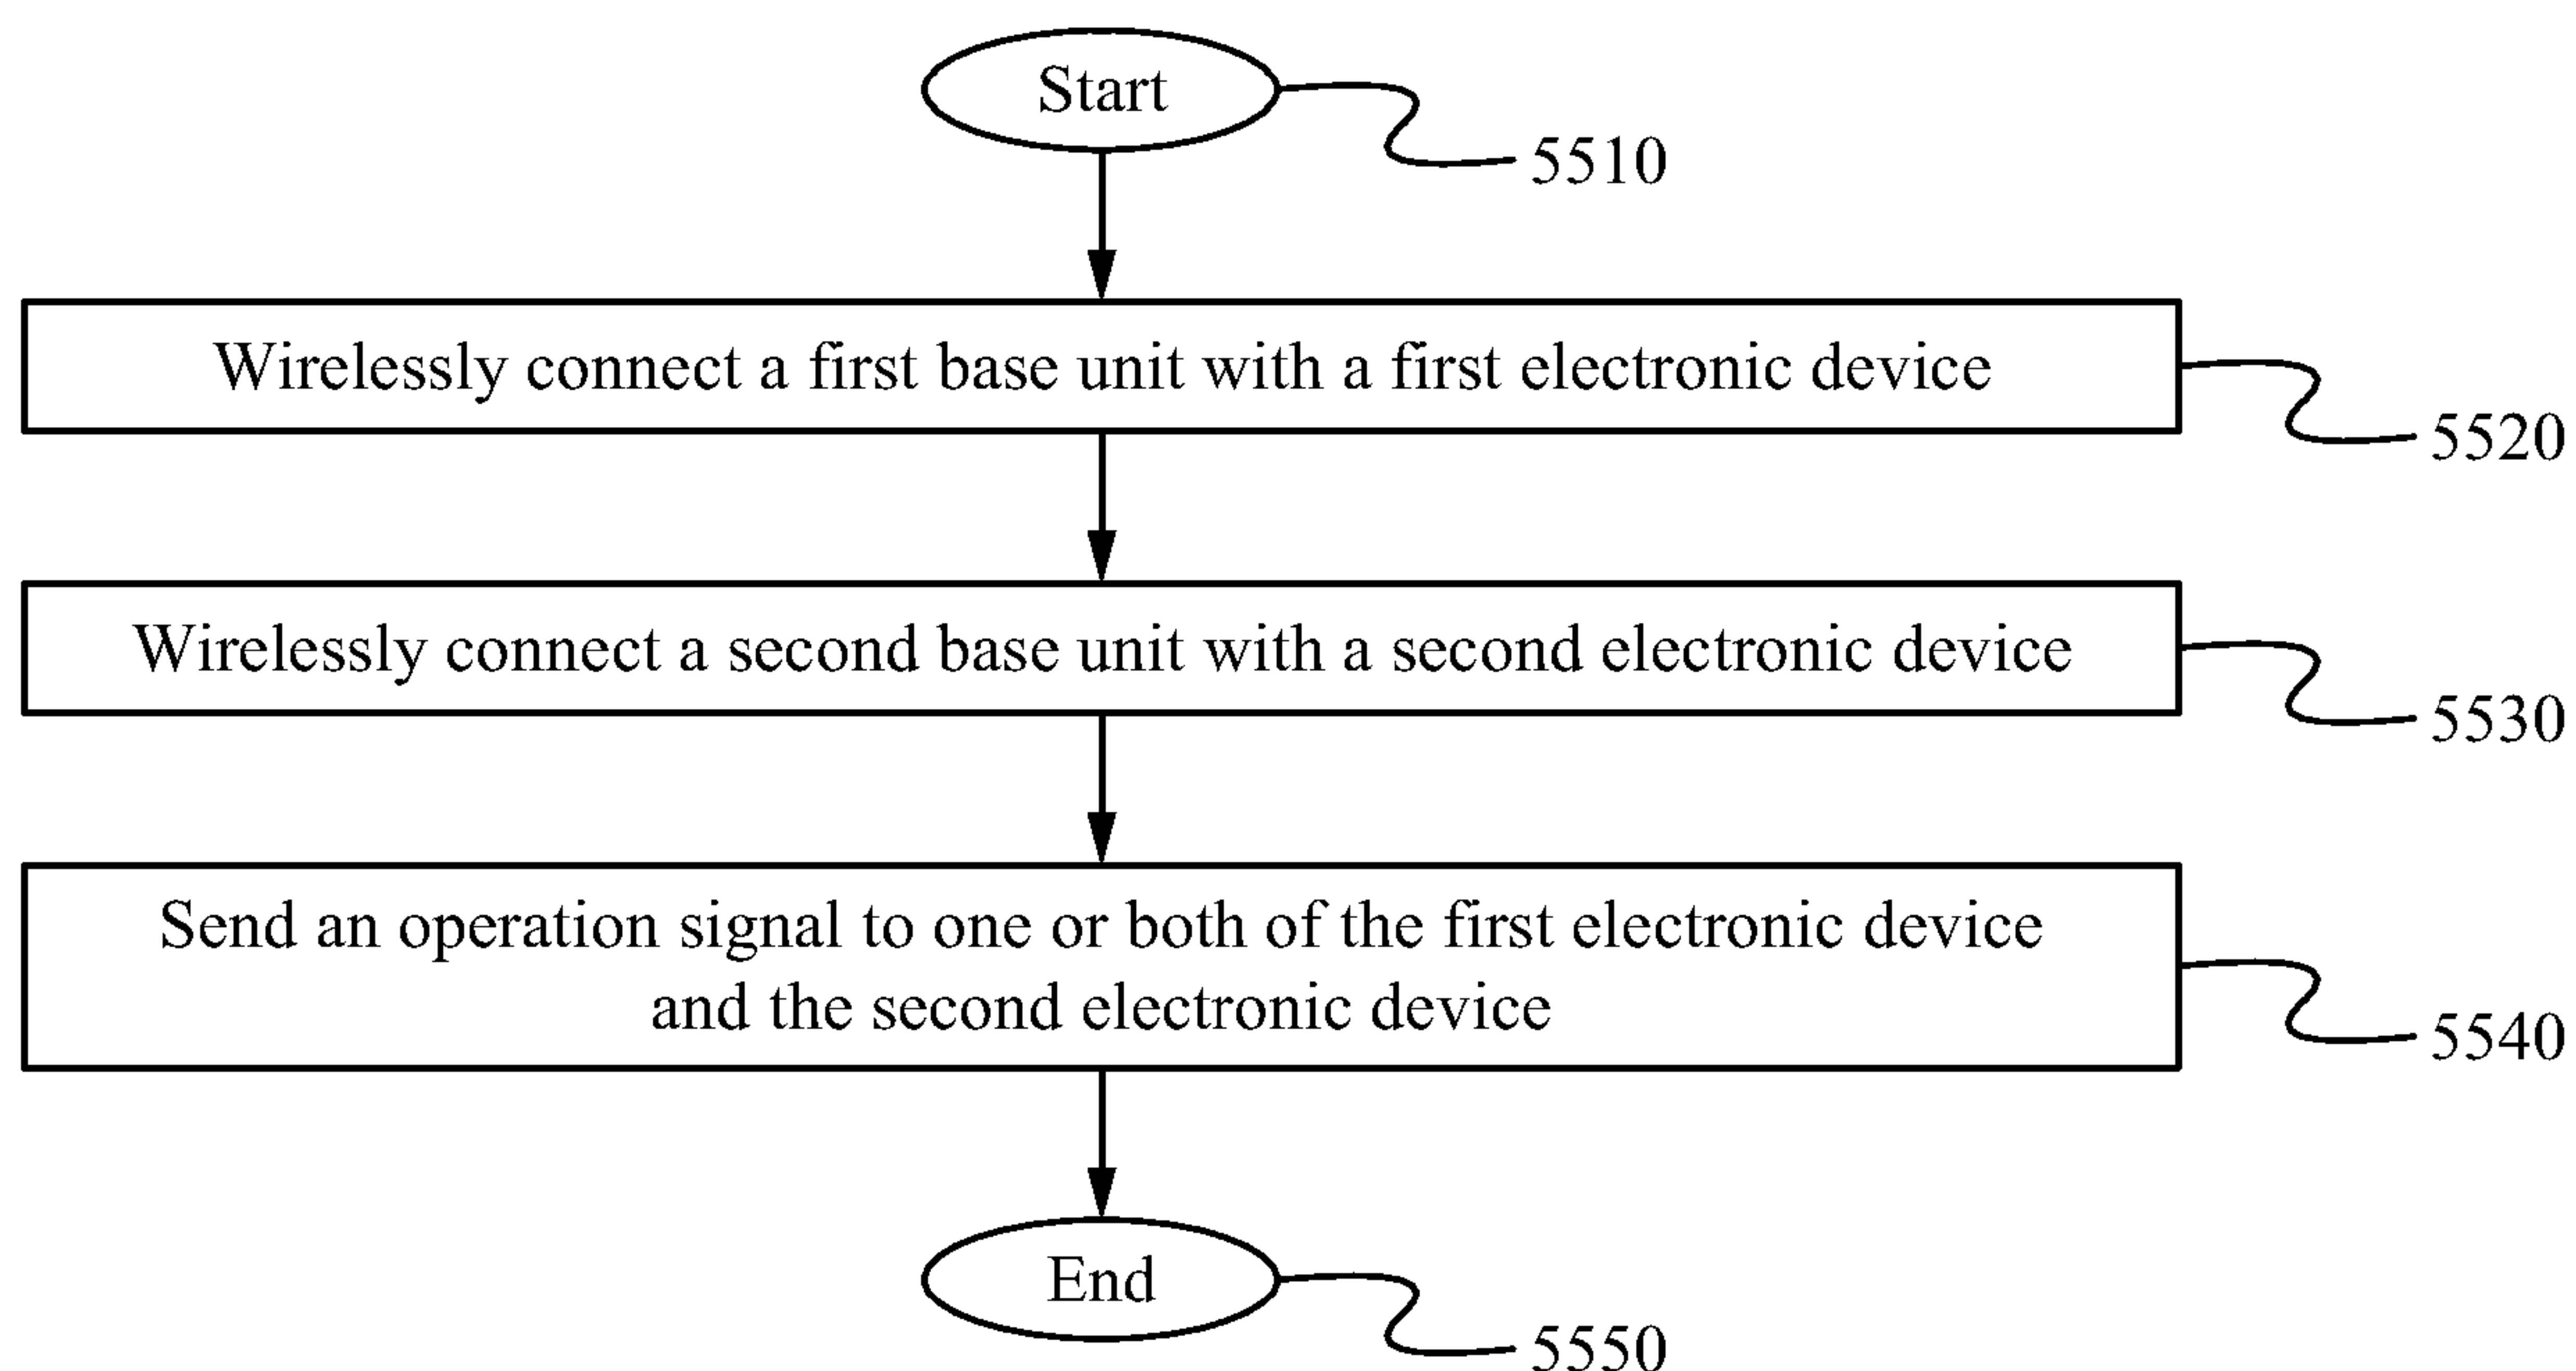 Start
5510
Wirelessly connect a first base unit with a first electronic device
5520
Wirelessly connect a second base unit with a second electronic device
5530
Send an operation signal to one or both of the first electronic device
and the second electronic device
5540
End
5550